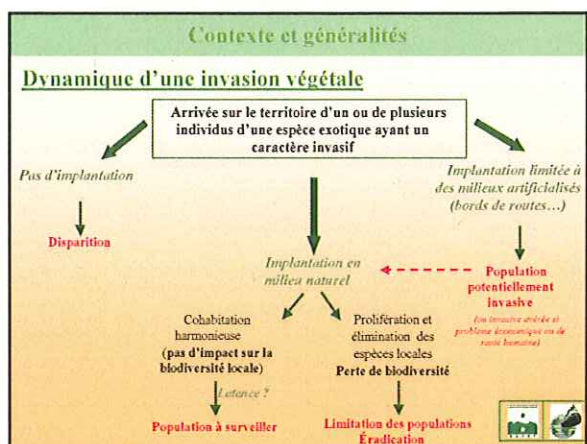 Contexte et généralités
Dynamique d'une invasion végétale
Arrivée sur le territoire d'un ou de plusieurs
individus d'une espèce exotique ayant un
caractère invasif
Pas d'implantation
Disparition
Implantation limitée à
des milieux artificialisés
(bords de routes...)
Population
potentiellement
invasive
(ou invasive avérée si
problème économique ou de
santé humaine)
Implantation en
milieu naturel
Cohabitation
harmonieuse
(pas d'impact sur la
biodiversité locale)
Latence ?
Population à surveiller
Prolifération et
élimination des
espèces locales
Perte de biodiversité
Limitation des populations
Éradication